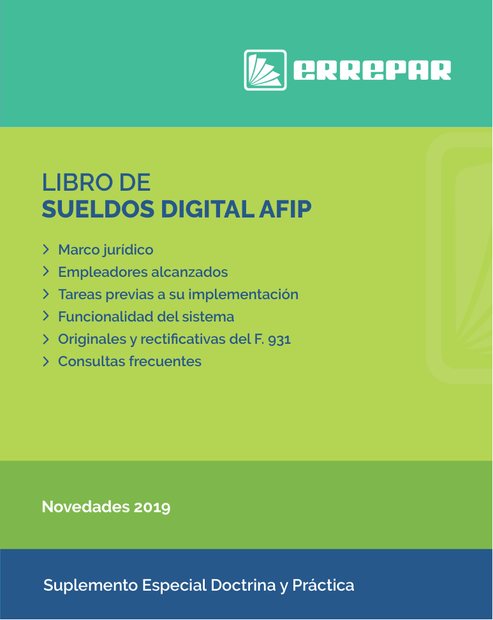 ERREPAR
LIBRO DE
SUELDOS DIGITAL AFIP
> Marco jurídico
> Empleadores alcanzados
> Tareas previas a su implementación
> Funcionalidad del sistema
> Originales y rectificativas del F. 931
> Consultas frecuentes
Novedades 2019
Suplemento Especial Doctrina y Práctica